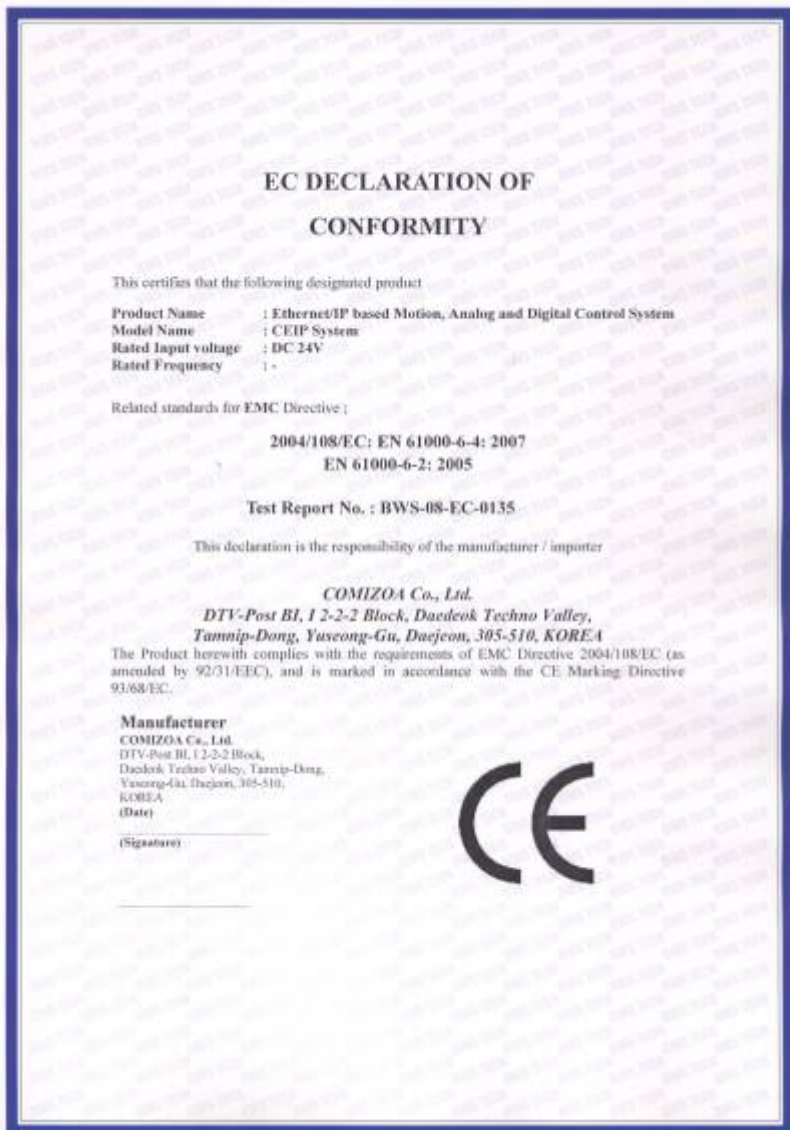 EC DECLARATION OF
CONFORMITY
This certifies that the following designated product
Product Name : Ethernet/IP based Motion, Analog and Digital Control System
Model Name : CEIP System
Rated Input voltage : DC 24V
Rated Frequency : -
Related standards for EMC Directive ;
2004/108/EC: EN 61000-6-4: 2007
EN 61000-6-2: 2005
Test Report No. : BWS-08-EC-0135
This declaration is the responsibility of the manufacturer / importer
COMIZOA Co., Ltd.
DTV-Post BI, I 2-2-2 Block, Daedeok Techno Valley,
Tamnip-Dong, Yuseong-Gu, Daejeon, 305-510, KOREA
The Product herewith complies with the requirements of EMC Directive 2004/108/EC (as
amended by 92/31/EEC), and is marked in accordance with the CE Marking Directive
93/68/EC.
Manufacturer
COMIZOA Co., Ltd.
DTV-Post BI, I 2-2-2 Block,
Daedeok Techno Valley, Tamnip-Dong,
Yuseong-Gu, Daejeon, 305-510,
KOREA
(Date)
(Signature)
CE